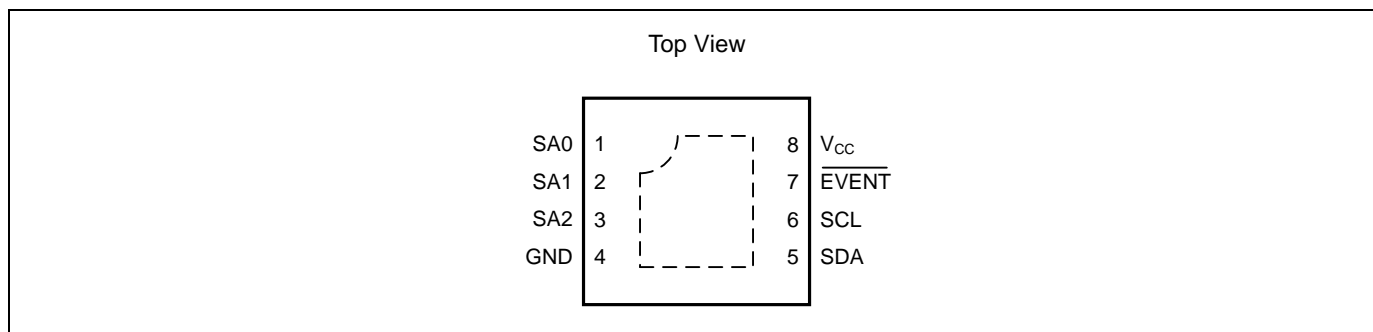 Top View
SA0 1 8 VCC
SA1 2 7 EVENT
SA2 3 6 SCL
GND 4 5 SDA